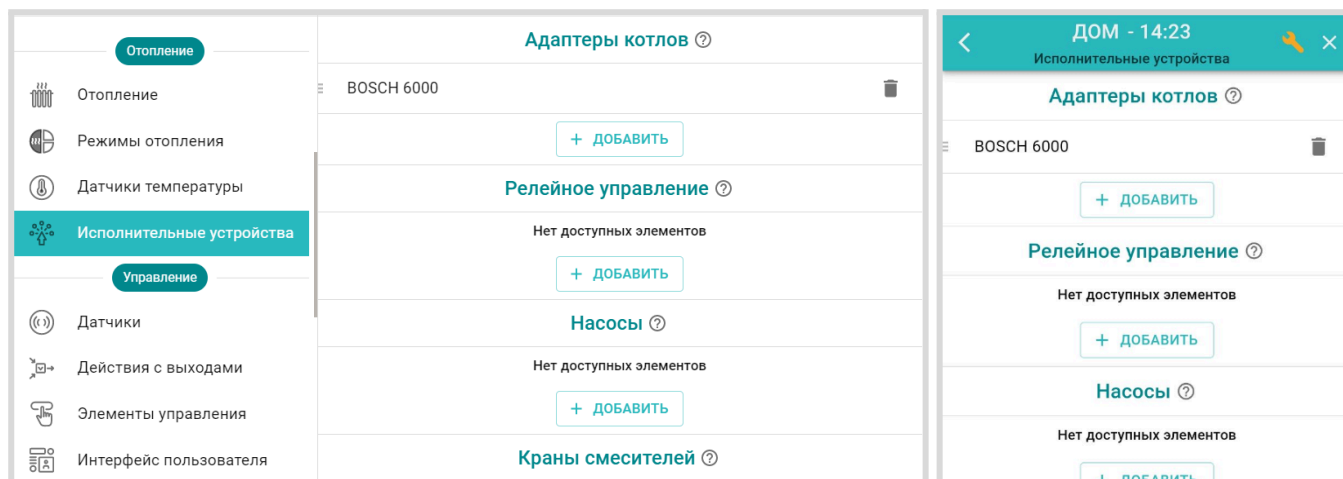 Отопление
Отопление
Режимы отопления
Датчики температуры
Исполнительные устройства
Управление
Датчики
Действия с выходами
Элементы управления
Интерфейс пользователя
Адаптеры котлов ?
BOSCH 6000
+ ДОБАВИТЬ
Релейное управление ?
Нет доступных элементов
+ ДОБАВИТЬ
Насосы ?
Нет доступных элементов
+ ДОБАВИТЬ
Краны смесителей ?
ДОМ - 14:23
Исполнительные устройства
Адаптеры котлов ?
BOSCH 6000
+ ДОБАВИТЬ
Релейное управление ?
Нет доступных элементов
+ ДОБАВИТЬ
Насосы ?
Нет доступных элементов
+ ДОБАВИТЬ